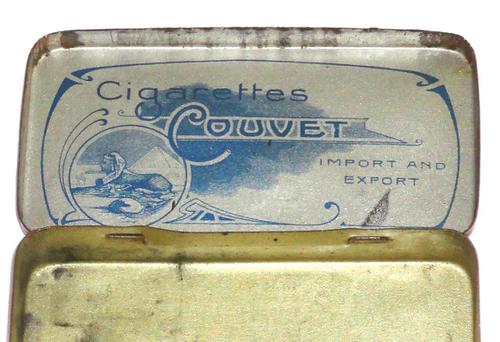 Cigarettes
COUVET
IMPORT AND
EXPORT